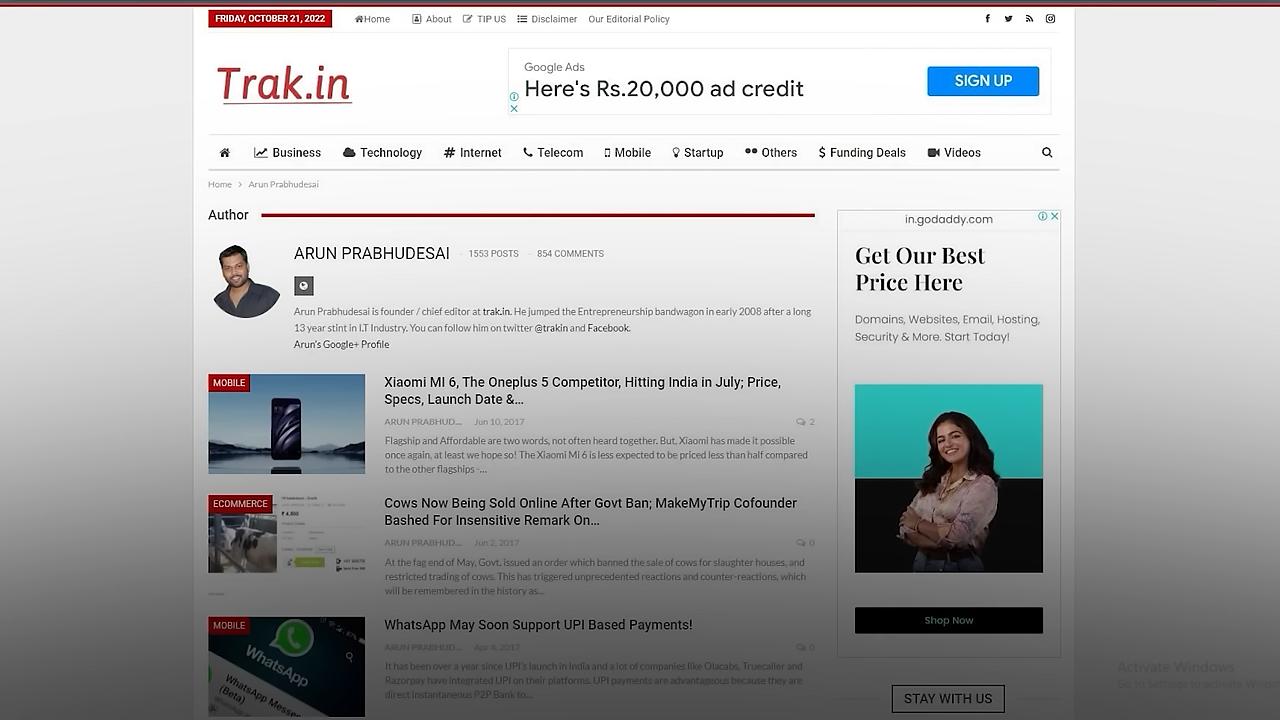 FRIDAY, OCTOBER 21, 2022
Home
About
TIP US
Disclaimer
Our Editorial Policy
Trak.in
Google Ads
Here's Rs.20,000 ad credit
SIGN UP
Business
Technology
Internet
Telecom
Mobile
Startup
Others
Funding Deals
Videos
Home > Arun Prabhudesai
Author
ARUN PRABHUDESAI
1553 POSTS
854 COMMENTS
Arun Prabhudesai is founder / chief editor at trak.in. He jumped the Entrepreneurship bandwagon in early 2008 after a long
13 year stint in I.T Industry. You can follow him on twitter @trakin and Facebook.
Arun's Google+ Profile
MOBILE
Xiaomi MI 6, The Oneplus 5 Competitor, Hitting India in July; Price,
Specs, Launch Date &...
ARUN PRABHUD... Jun 10, 2017 2
Flagship and Affordable are two words, not often heard together. But, Xiaomi has made it possible
once again, at least we hope so! The Xiaomi Mi 6 is less expected to be priced less than half compared
to the other flagships -...
ECOMMERCE
Cows Now Being Sold Online After Govt Ban; MakeMyTrip Cofounder
Bashed For Insensitive Remark On...
ARUN PRABHUD... Jun 2, 2017 0
At the fag end of May, Govt. issued an order which banned the sale of cows for slaughter houses, and
restricted trading of cows. This has triggered unprecedented reactions and counter-reactions, which
will be remembered in the history as...
MOBILE
WhatsApp
WhatsApp Messe
(Beta)
WhatsApp May Soon Support UPI Based Payments!
ARUN PRABHUD... Apr 4, 2017 0
It has been over a year since UPI's launch in India and a lot of companies like Olacabs, Truecaller and
Razorpay have integrated UPI on their platforms. UPI payments are advantageous because they are
direct instantaneous P2P Bank to...
in.godaddy.com
Get Our Best
Price Here
Domains, Websites, Email, Hosting,
Security & More. Start Today!
Shop Now
STAY WITH US
Activate Windows
Go to Settings to activate